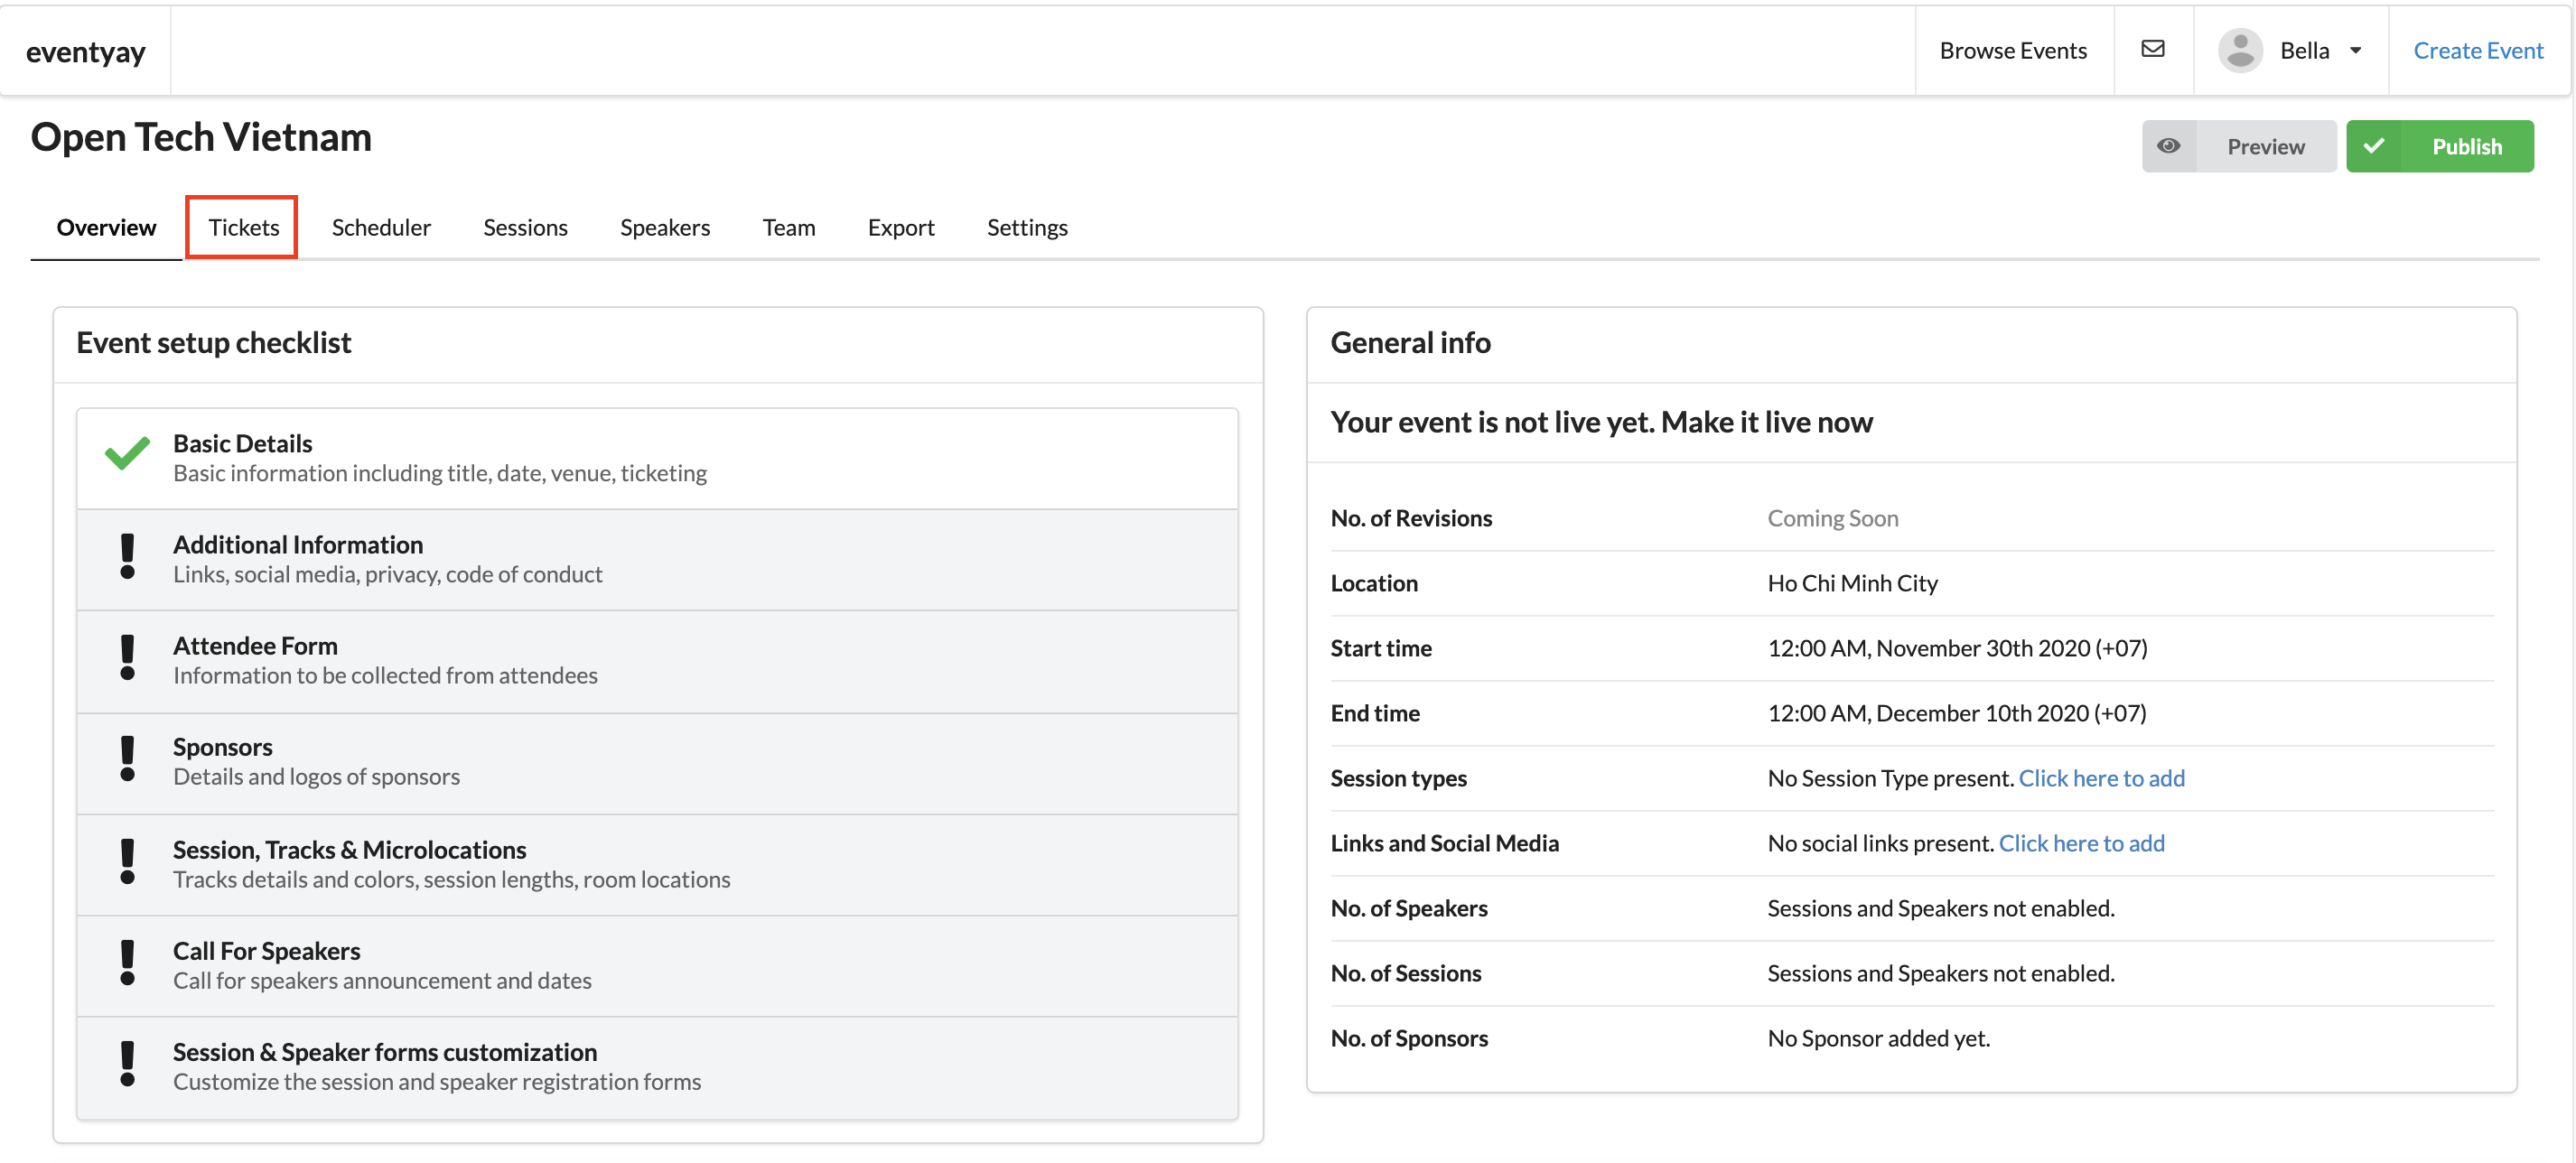 eventyay
Browse Events
Bella
Create Event
Open Tech Vietnam
Preview
Publish
Overview
Tickets
Scheduler
Sessions
Speakers
Team
Export
Settings
Event setup checklist
Basic Details
Basic information including title, date, venue, ticketing
Additional Information
Links, social media, privacy, code of conduct
Attendee Form
Information to be collected from attendees
Sponsors
Details and logos of sponsors
Session, Tracks & Microlocations
Tracks details and colors, session lengths, room locations
Call For Speakers
Call for speakers announcement and dates
Session & Speaker forms customization
Customize the session and speaker registration forms
General info
Your event is not live yet. Make it live now
No. of Revisions Coming Soon
Location Ho Chi Minh City
Start time 12:00 AM, November 30th 2020 (+07)
End time 12:00 AM, December 10th 2020 (+07)
Session types No Session Type present. Click here to add
Links and Social Media No social links present. Click here to add
No. of Speakers Sessions and Speakers not enabled.
No. of Sessions Sessions and Speakers not enabled.
No. of Sponsors No Sponsor added yet.